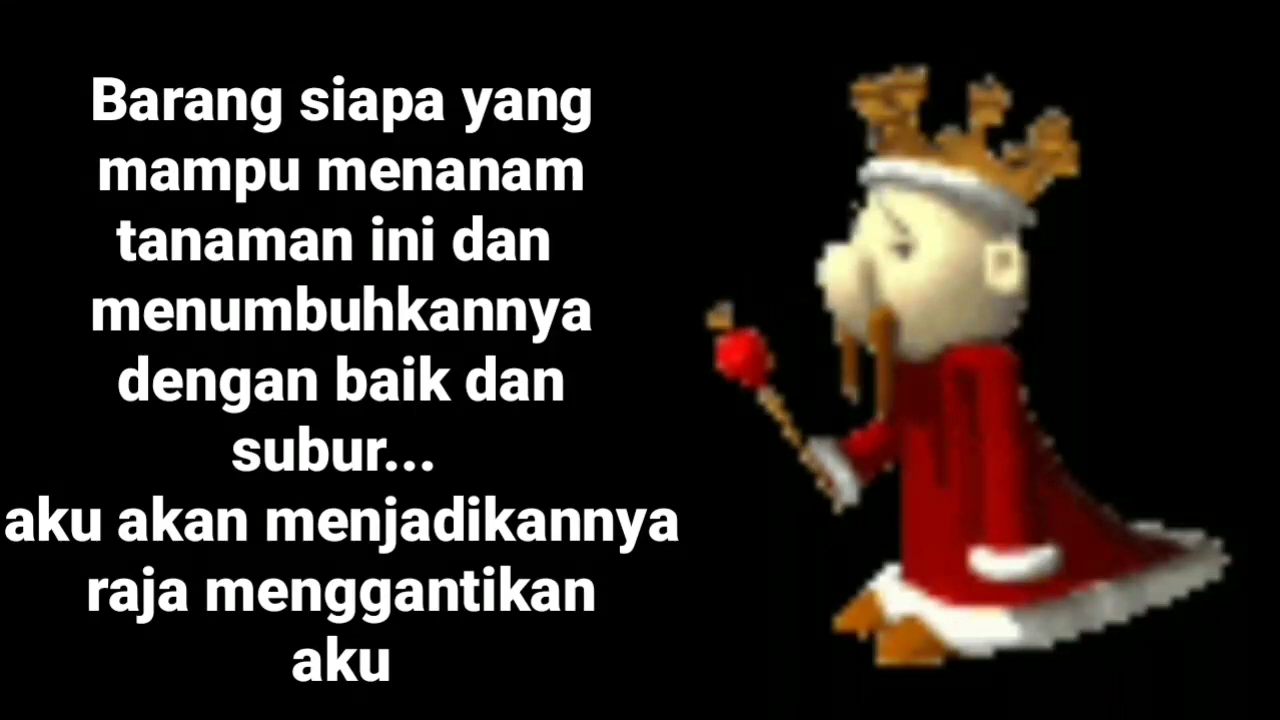 Barang siapa yang
mampu menanam
tanaman ini dan
menumbuhkannya
dengan baik dan
subur...
aku akan menjadikannya
raja menggantikan
aku